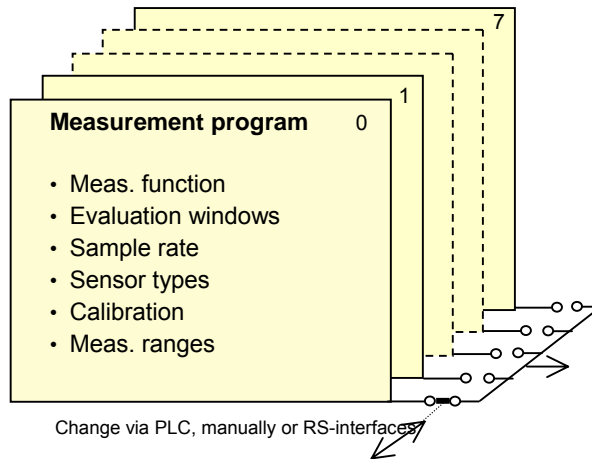 7
1
Measurement program 0
• Meas. function
• Evaluation windows
• Sample rate
• Sensor types
• Calibration
• Meas. ranges
Change via PLC, manually or RS-interfaces